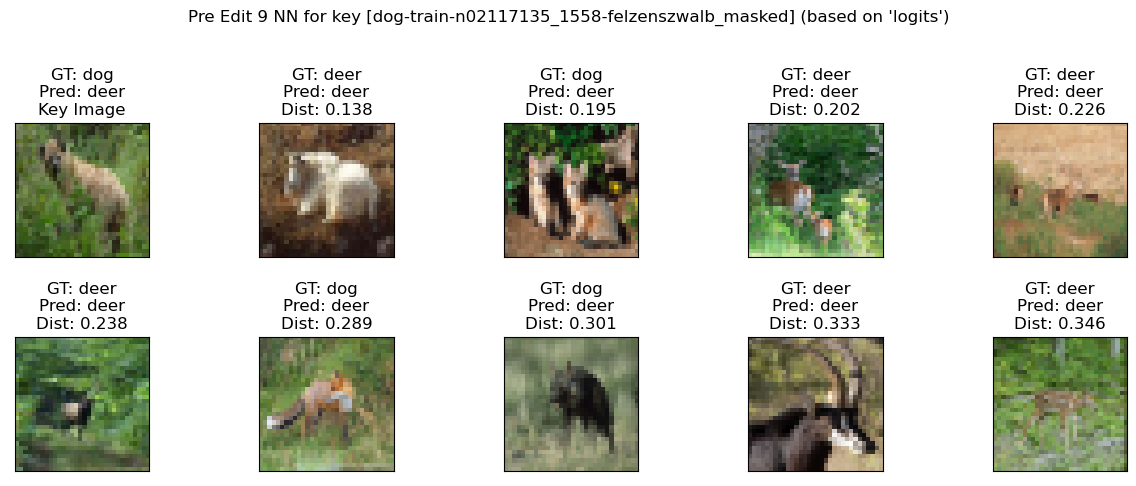 Pre Edit 9 NN for key [dog-train-n02117135_1558-felzenszwalb_masked] (based on 'logits')
GT: dog
Pred: deer
Key Image
GT: deer
Pred: deer
Dist: 0.138
GT: dog
Pred: deer
Dist: 0.195
GT: deer
Pred: deer
Dist: 0.202
GT: deer
Pred: deer
Dist: 0.226
GT: deer
Pred: deer
Dist: 0.238
GT: dog
Pred: deer
Dist: 0.289
GT: dog
Pred: deer
Dist: 0.301
GT: deer
Pred: deer
Dist: 0.333
GT: deer
Pred: deer
Dist: 0.346